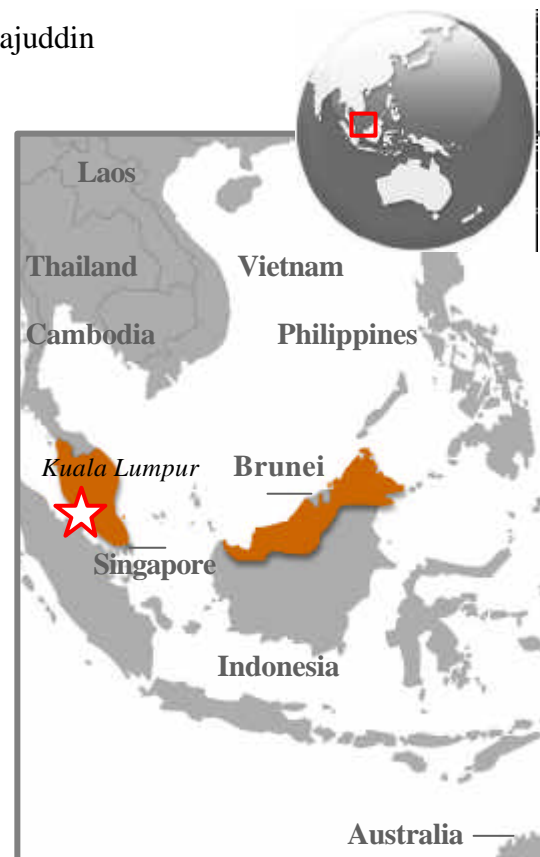 ajuddin
Laos
Thailand
Vietnam
Cambodia
Philippines
Kuala Lumpur
Brunei
Singapore
Indonesia
Australia